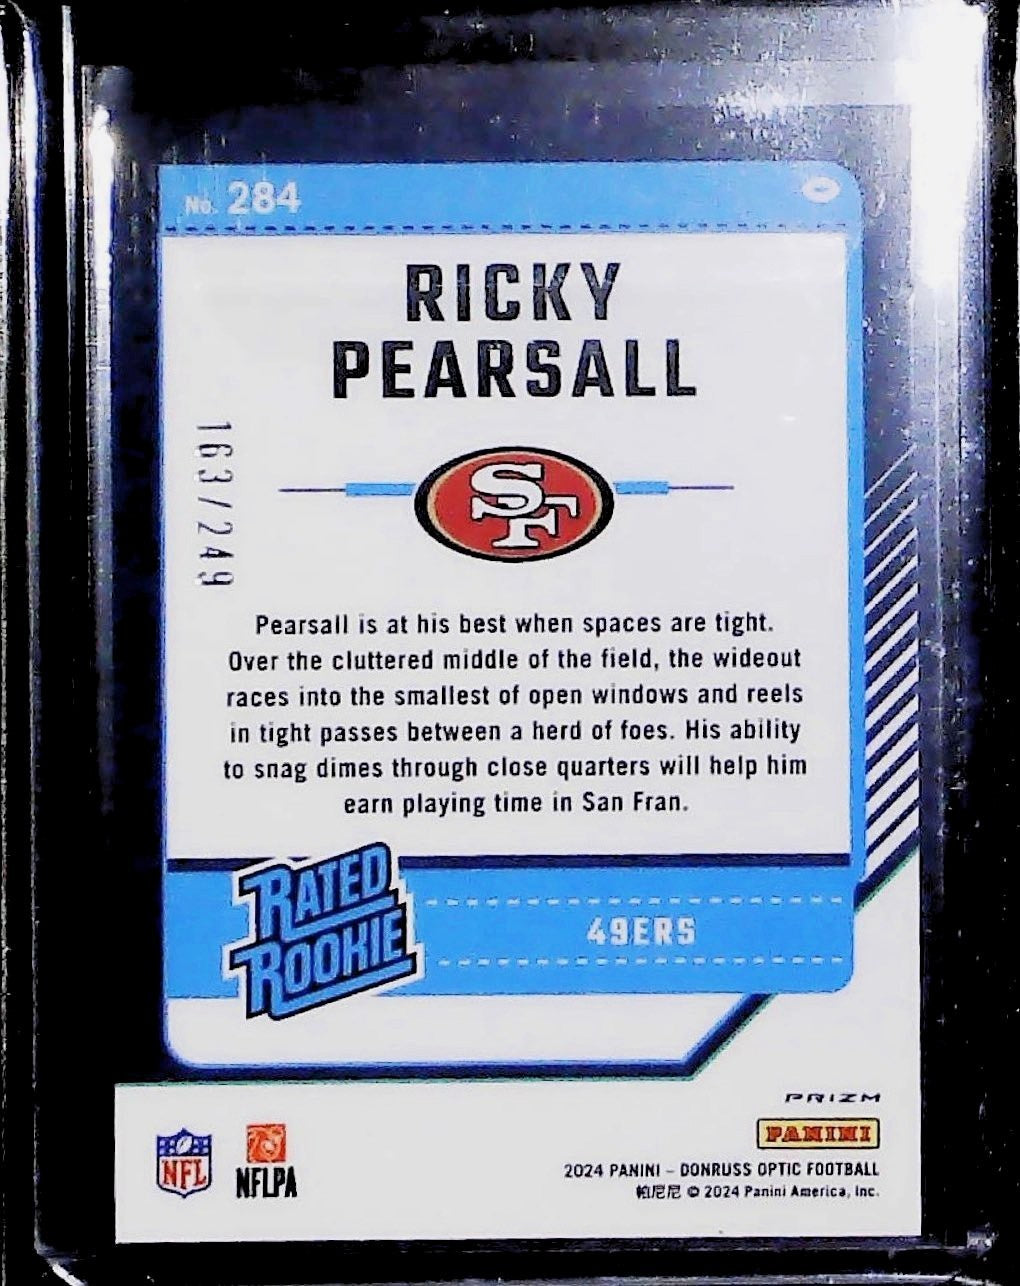 No. 284
RICKY
PEARSALL
163/249
SF
Pearsall is at his best when spaces are tight.
Over the cluttered middle of the field, the wideout
races into the smallest of open windows and reels
in tight passes between a herd of foes. His ability
to snag dimes through close quarters will help him
earn playing time in San Fran.
RATED
ROOKIE
49ERS
PRIZM
PANINI
NFL
NFLPA
2024 PANINI – DONRUSS OPTIC FOOTBALL
帕尼尼 © 2024 Panini America, Inc.